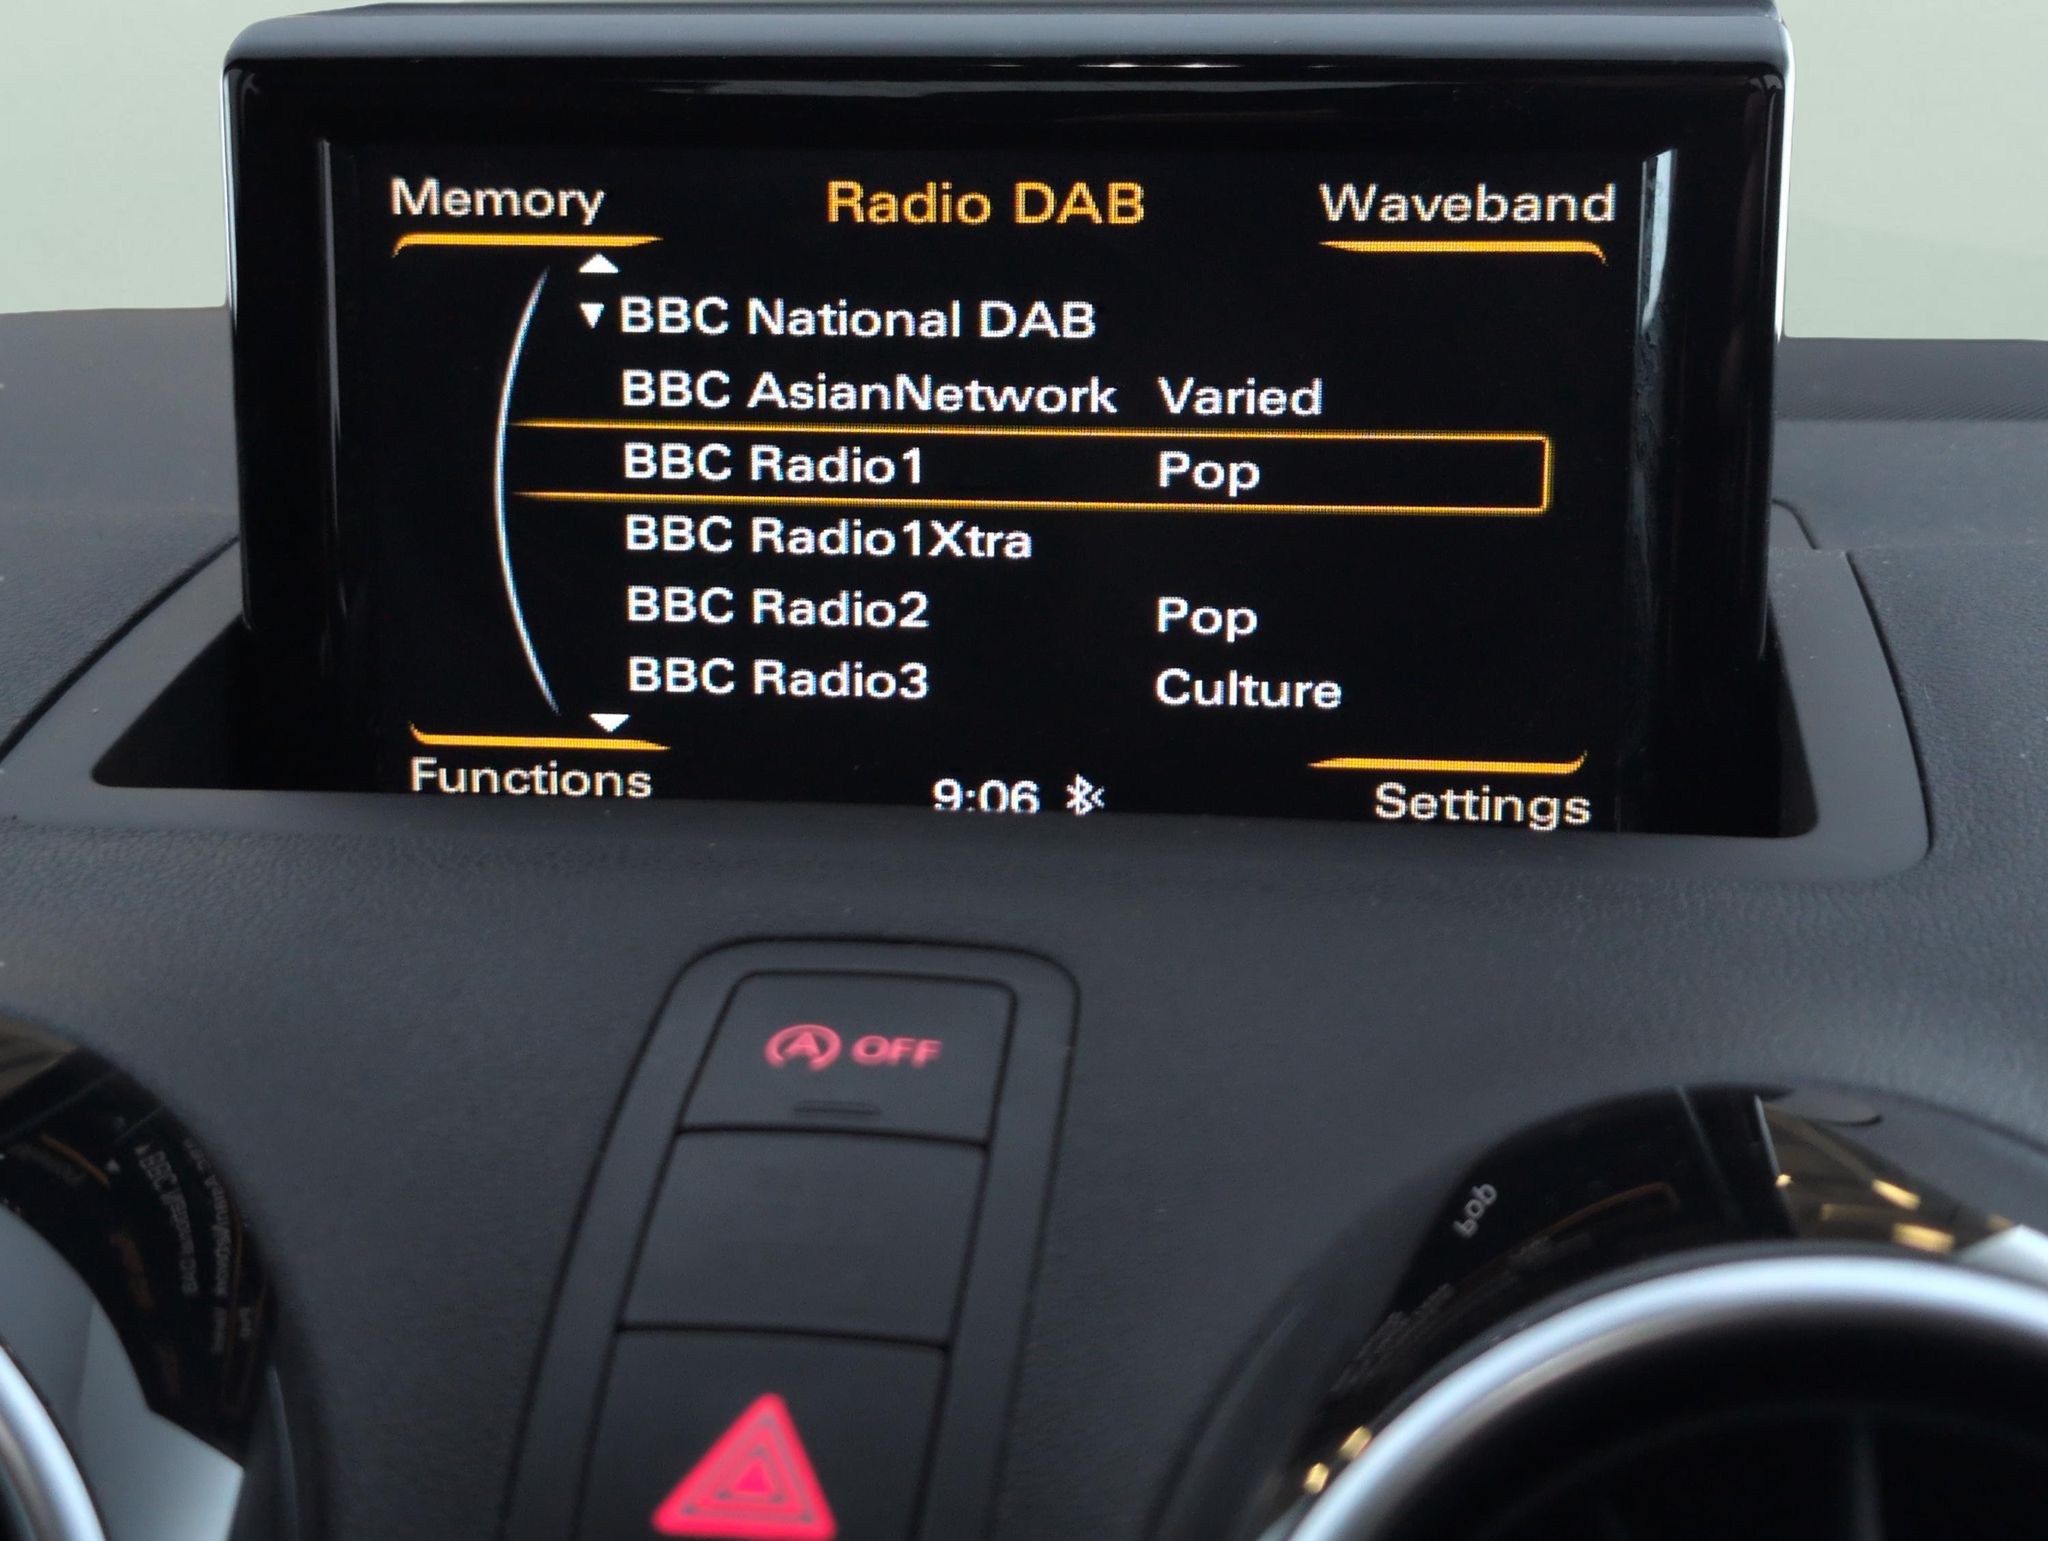 Memory Radio DAB Waveband
BBC National DAB
BBC AsianNetwork Varied
BBC Radio1 Pop
BBC Radio1Xtra
BBC Radio2 Pop
BBC Radio3 Culture
Functions 9:06 Settings
A OFF